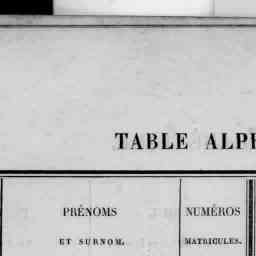 TABLE ALPH
PRÉNOMS NUMÉROS
ET SURNOM. MATRICULES.